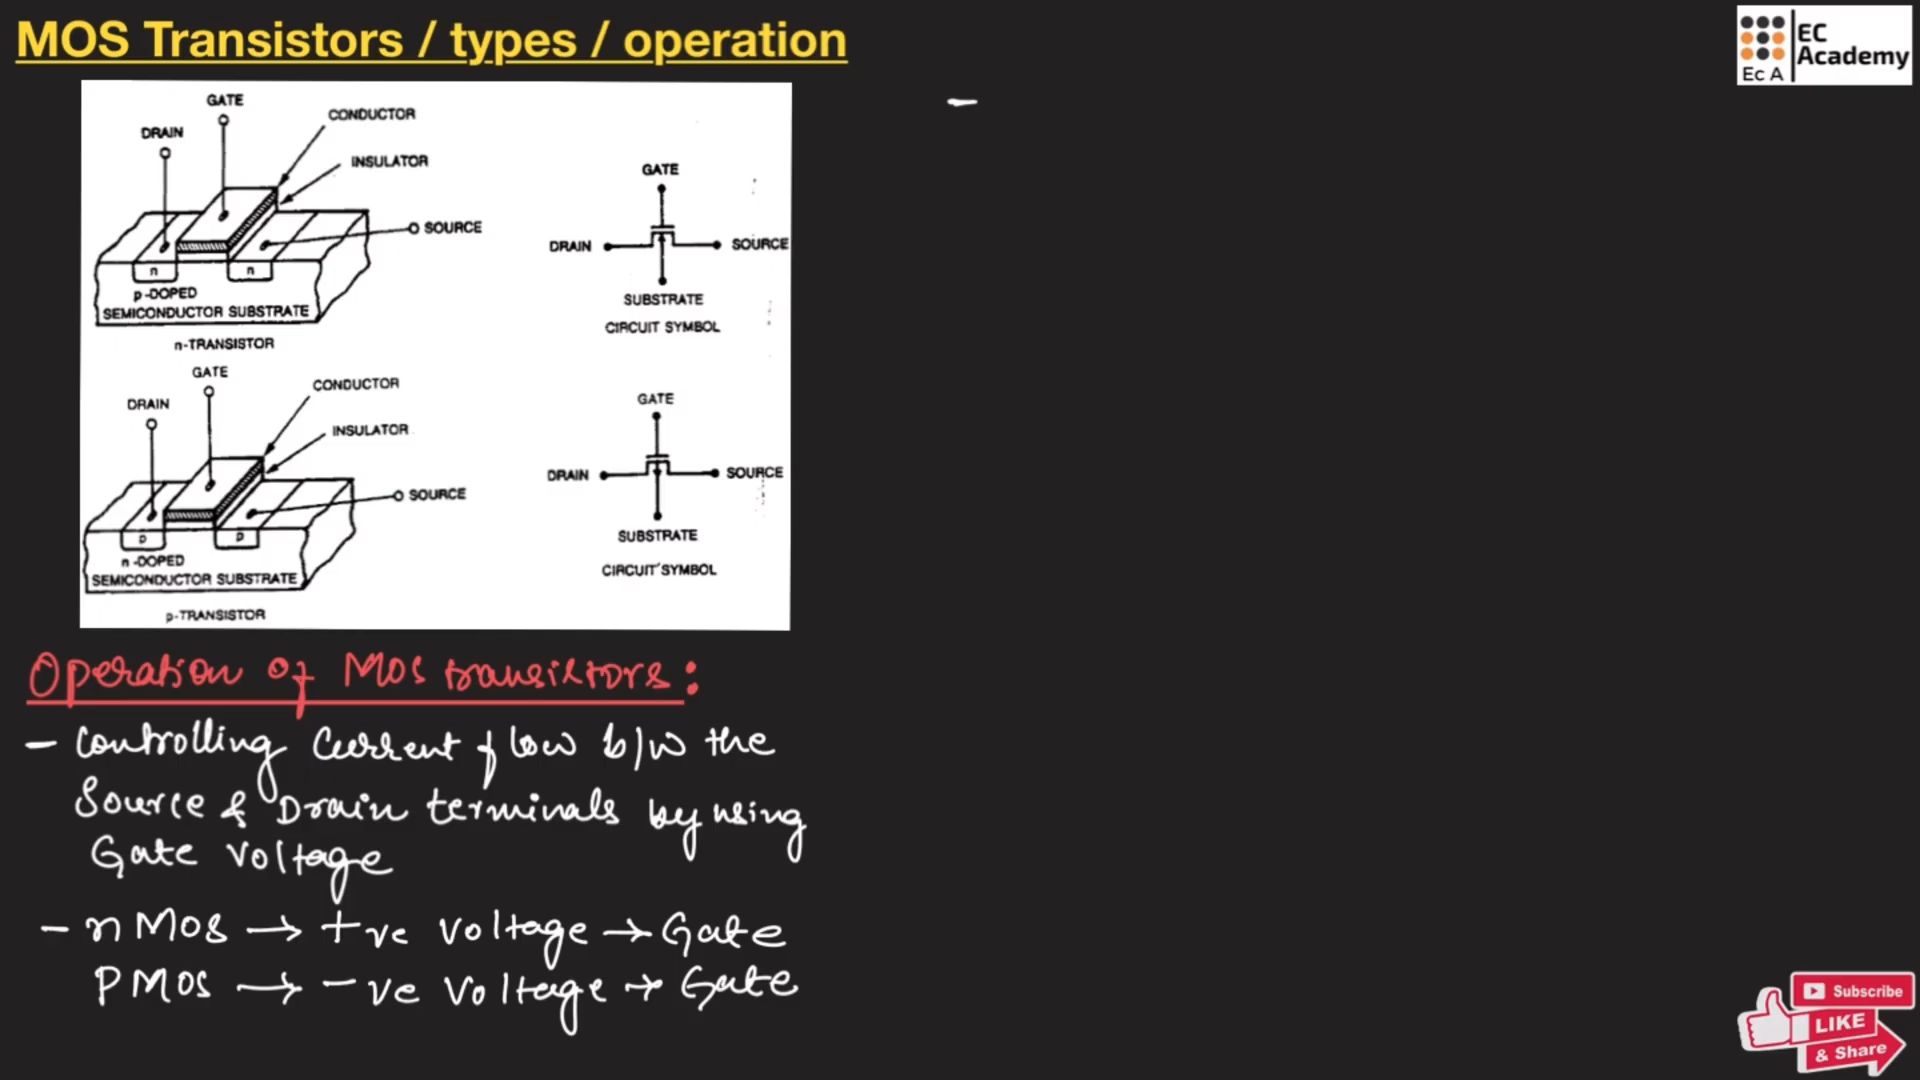 MOS Transistors / types / operation
EC
Academy
Ec A
GATE
CONDUCTOR
DRAIN
INSULATOR
SOURCE
n
n
p-DOPED
SEMICONDUCTOR SUBSTRATE
n-TRANSISTOR
GATE
DRAIN
SOURCE
SUBSTRATE
CIRCUIT SYMBOL
GATE
CONDUCTOR
DRAIN
INSULATOR
SOURCE
p
p
n-DOPED
SEMICONDUCTOR SUBSTRATE
p-TRANSISTOR
GATE
DRAIN
SOURCE
SUBSTRATE
CIRCUIT SYMBOL
Operation of MOS transistors:
- Controlling Current flow b/w the
Source & Drain terminals by using
Gate Voltage
- nMOS → +ve voltage → Gate
PMOS → -ve Voltage → Gate
-
Subscribe
LIKE
& Share